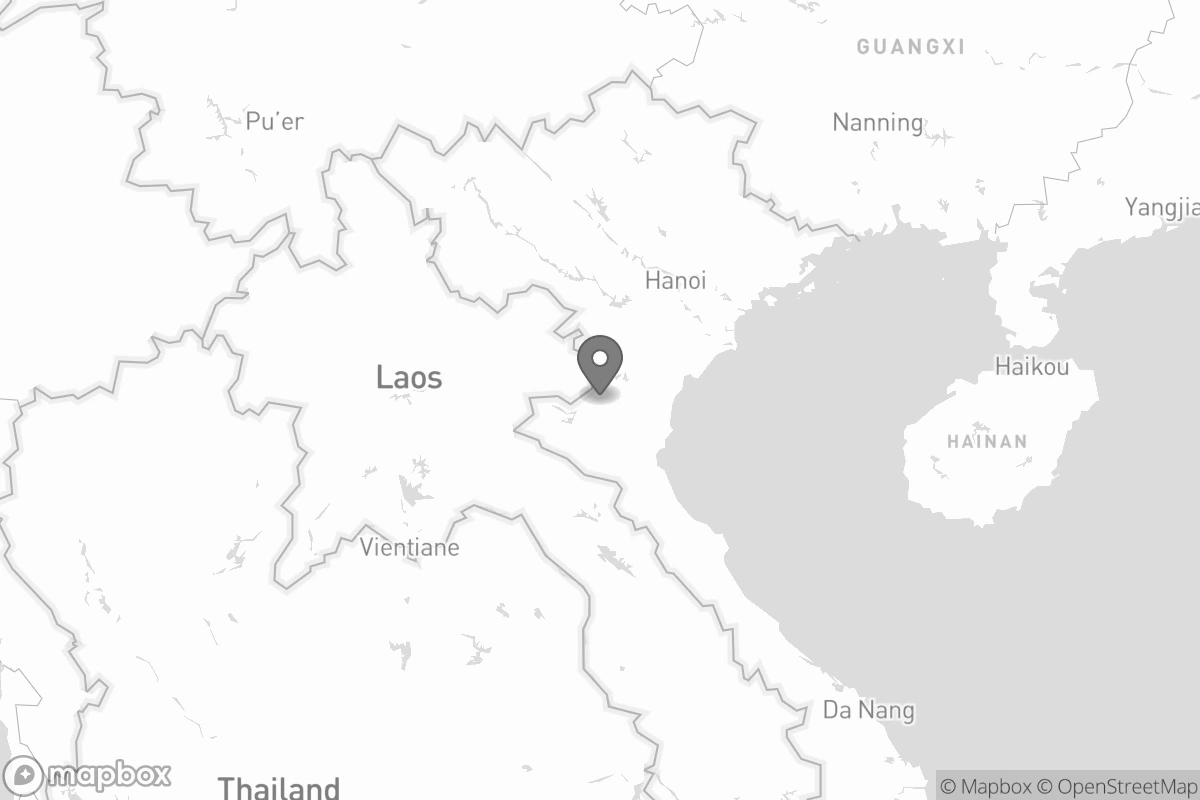 GUANGXI
Pu’er
Nanning
Yangjia
Hanoi
Haikou
Laos
HAINAN
Vientiane
Da Nang
Thailand
mapbox
© Mapbox © OpenStreetMap